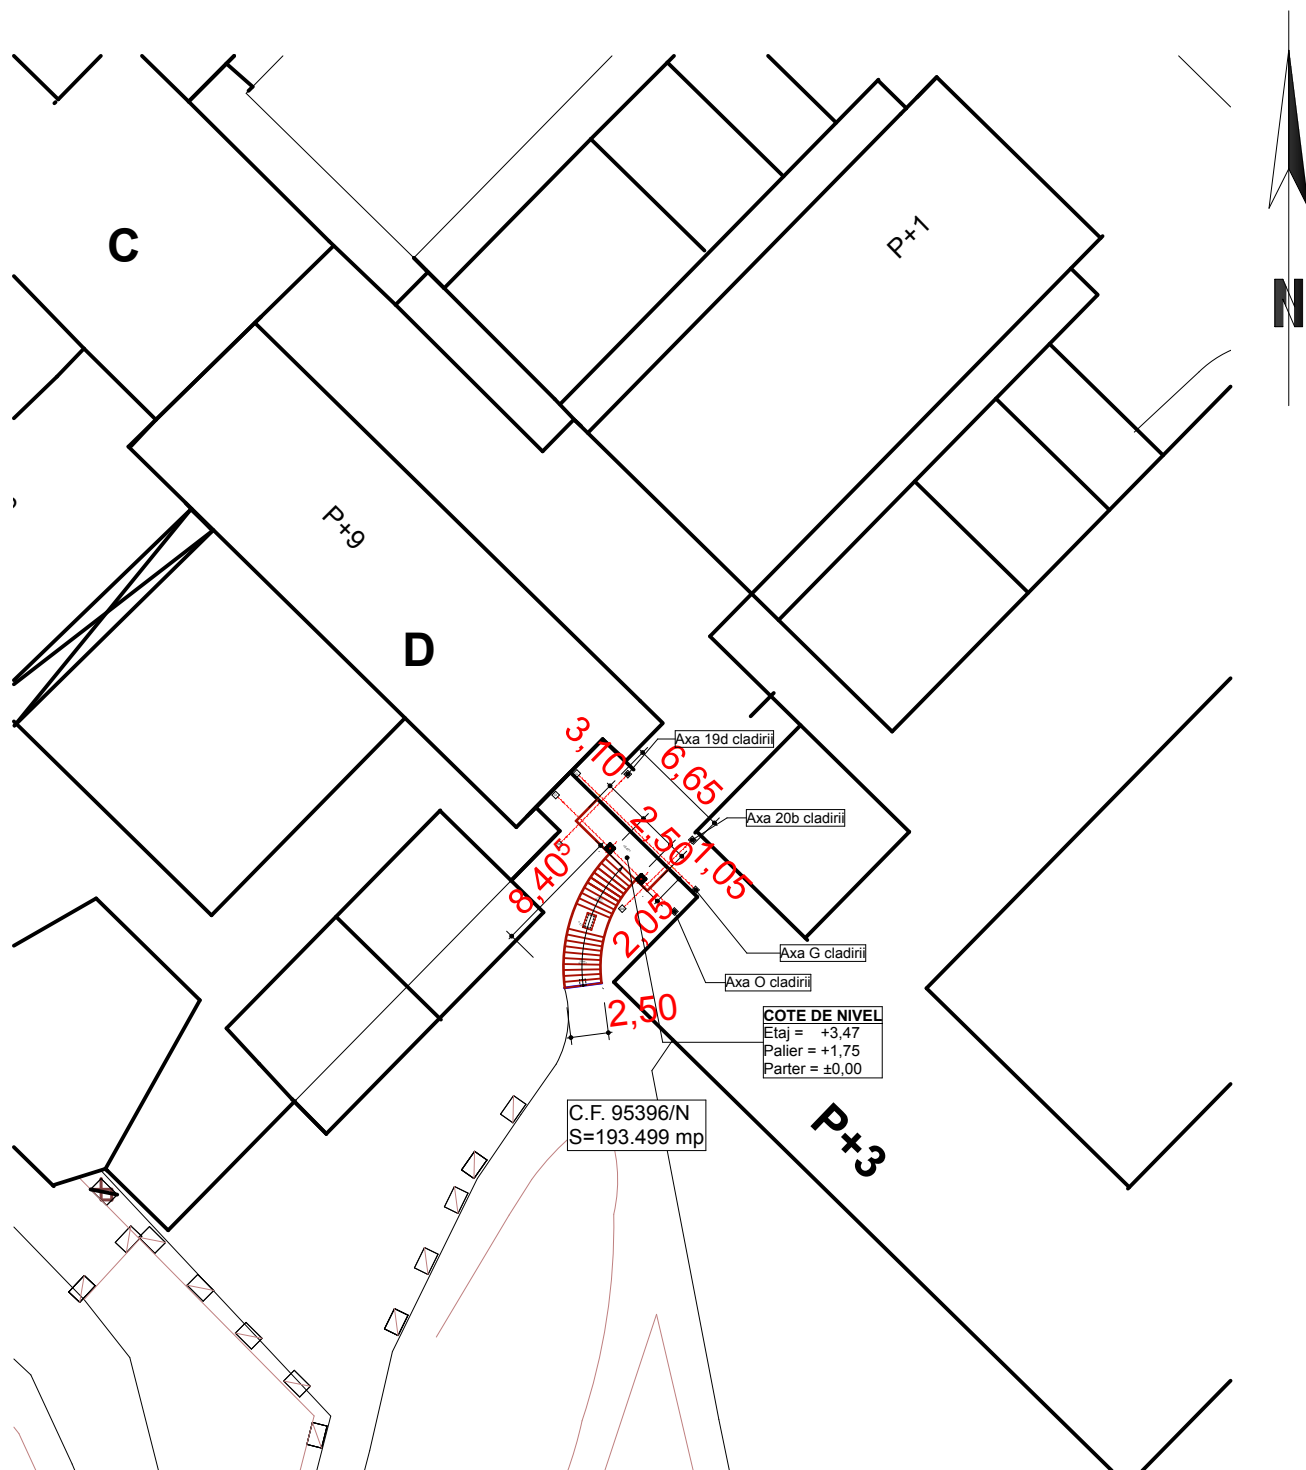 N
C
P+1
P+9
D
3,10
Axa 19d cladirii
6,65
Axa 20b cladirii
2,50
1,05
8,40⁵
2,05
Axa G cladirii
Axa O cladirii
2,50
COTE DE NIVEL
Etaj = +3,47
Palier = +1,75
Parter = ±0,00
C.F. 95396/N
S=193.499 mp
P+3